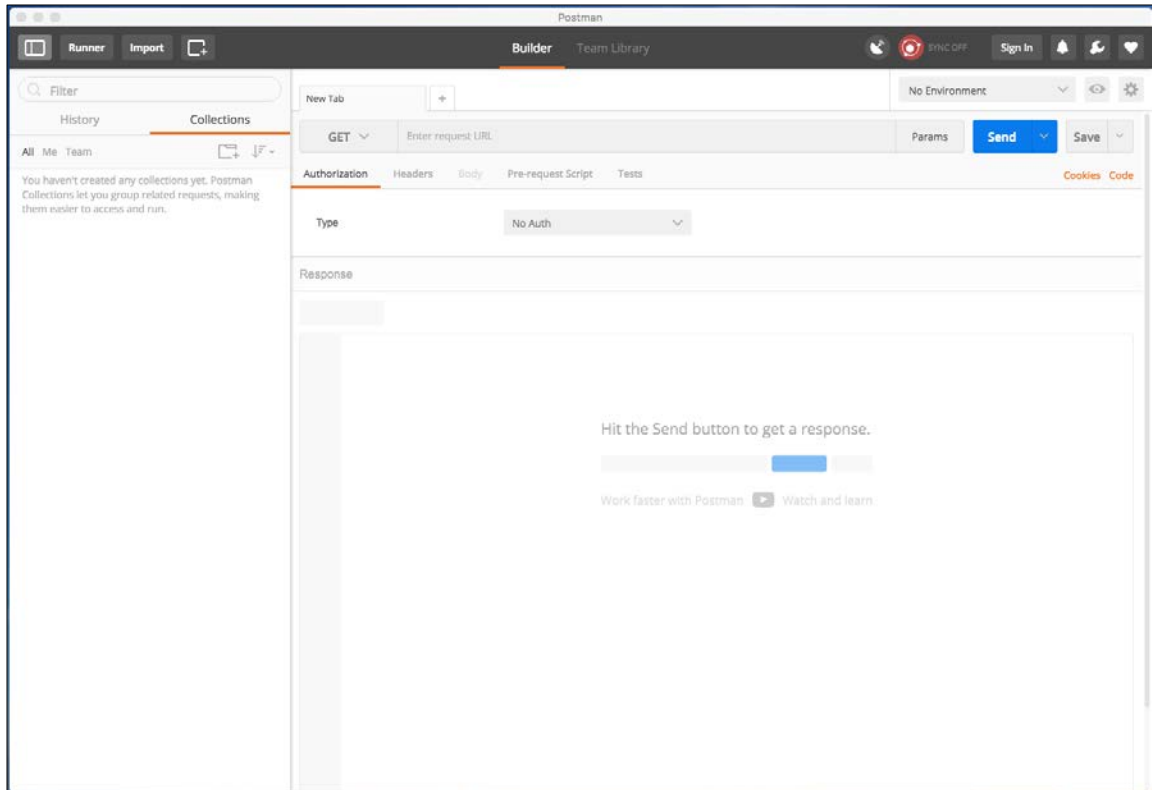 Postman
Runner Import Builder Team Library SYNC OFF Sign In
Filter
History Collections
All Me Team
You haven't created any collections yet. Postman
Collections let you group related requests, making
them easier to access and run.
New Tab + No Environment
GET Enter request URL Params Send Save
Authorization Headers Body Pre-request Script Tests Cookies Code
Type No Auth
Response
Hit the Send button to get a response.
Work faster with Postman Watch and learn